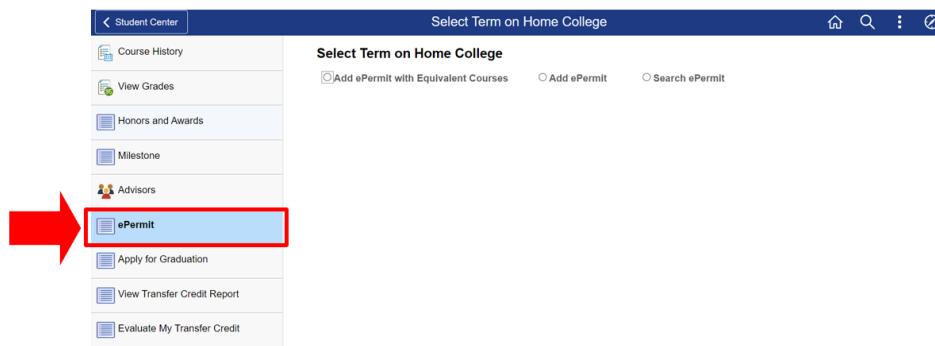 Student Center
Select Term on Home College
Course History
View Grades
Honors and Awards
Milestone
Advisors
ePermit
Apply for Graduation
View Transfer Credit Report
Evaluate My Transfer Credit
Select Term on Home College
Add ePermit with Equivalent Courses Add ePermit Search ePermit